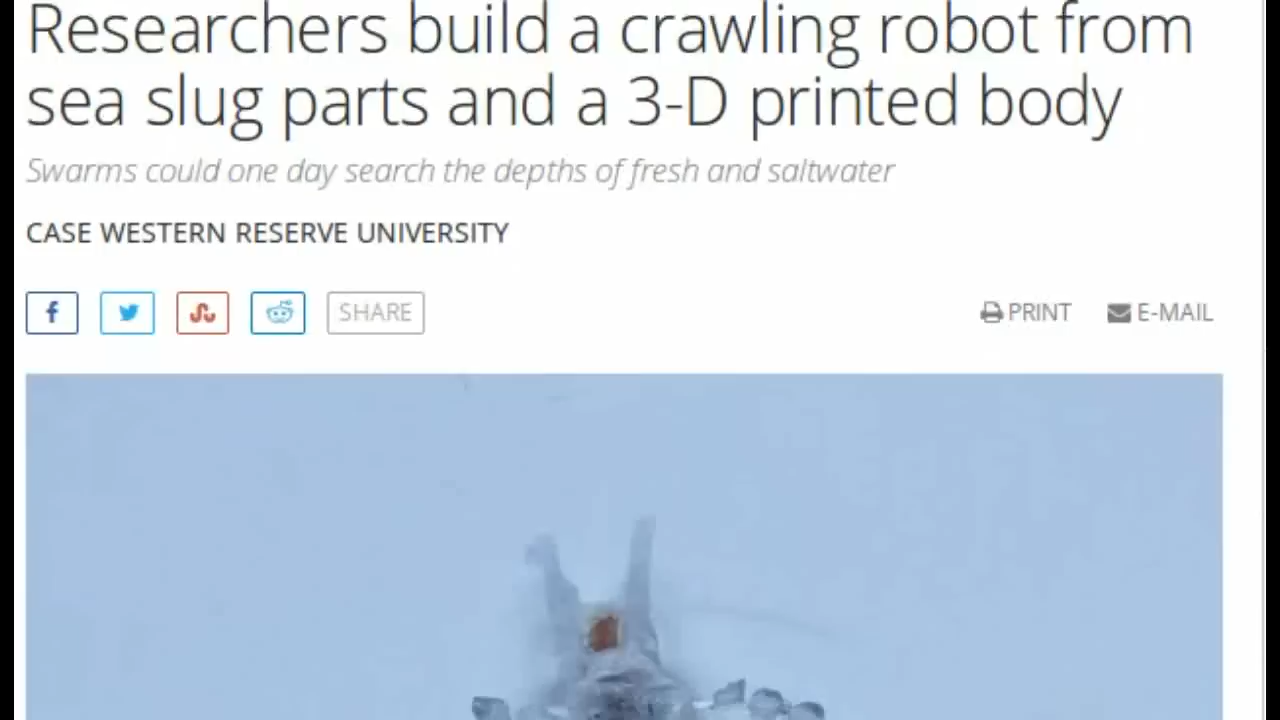 Researchers build a crawling robot from
sea slug parts and a 3-D printed body
Swarms could one day search the depths of fresh and saltwater
CASE WESTERN RESERVE UNIVERSITY
SHARE PRINT E-MAIL